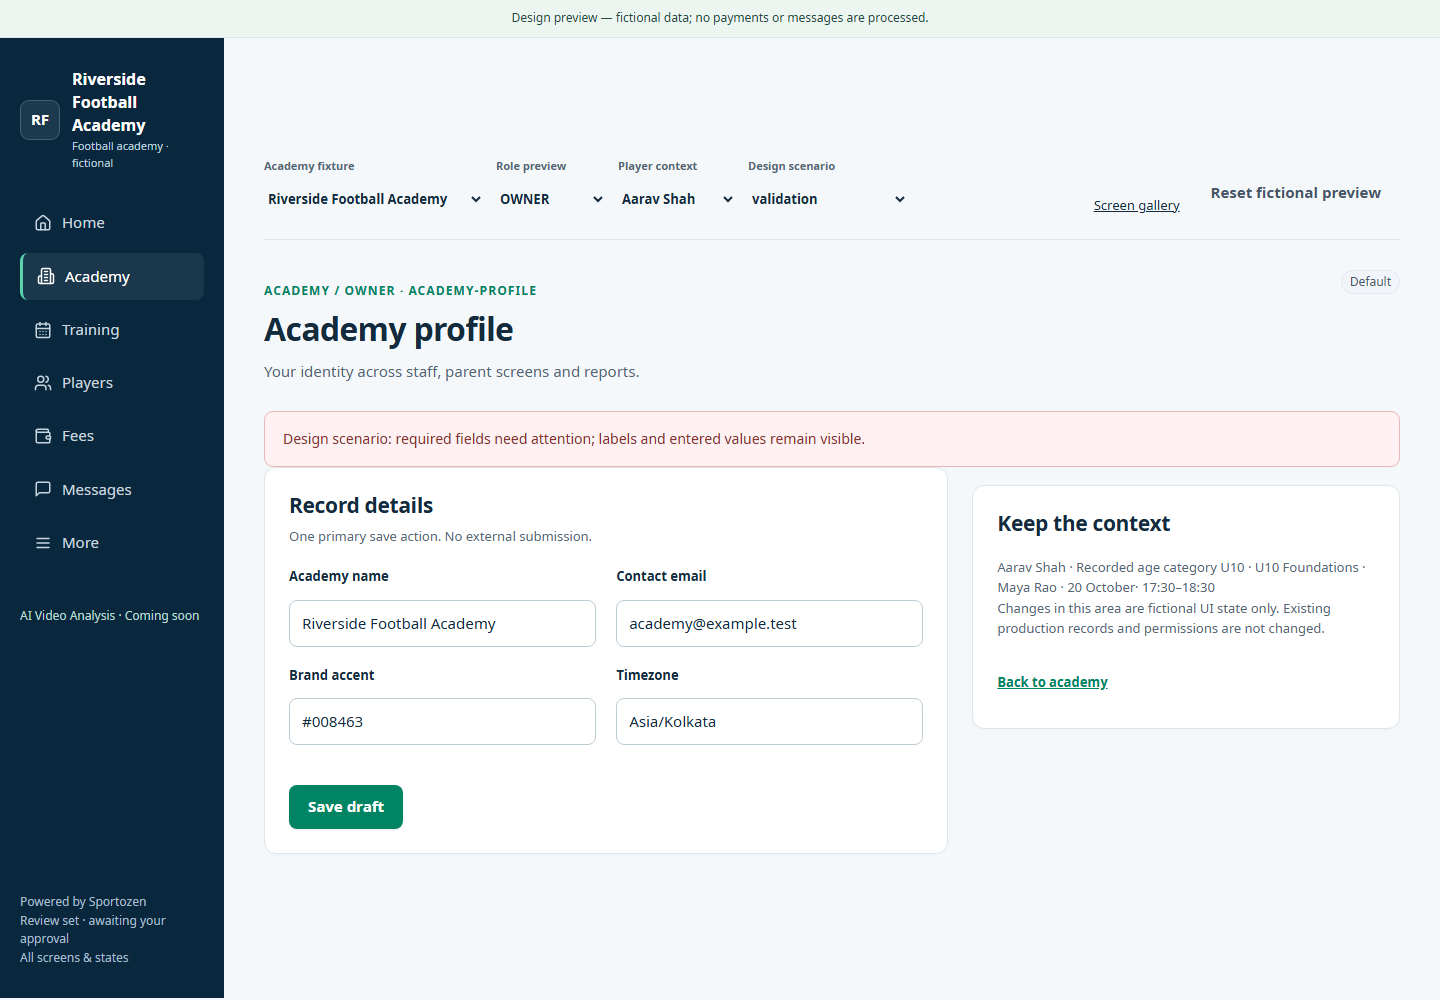 Design preview — fictional data; no payments or messages are processed.
RF
Riverside
Football
Academy
Football academy ·
fictional
Home
Academy
Training
Players
Fees
Messages
More
AI Video Analysis · Coming soon
Powered by Sportozen
Review set · awaiting your
approval
All screens & states
Academy fixture
Riverside Football Academy
Role preview
OWNER
Player context
Aarav Shah
Design scenario
validation
Screen gallery
Reset fictional preview
ACADEMY / OWNER · ACADEMY-PROFILE
Default
Academy profile
Your identity across staff, parent screens and reports.
Design scenario: required fields need attention; labels and entered values remain visible.
Record details
One primary save action. No external submission.
Academy name
Riverside Football Academy
Contact email
academy@example.test
Brand accent
#008463
Timezone
Asia/Kolkata
Save draft
Keep the context
Aarav Shah · Recorded age category U10 · U10 Foundations ·
Maya Rao · 20 October· 17:30–18:30
Changes in this area are fictional UI state only. Existing
production records and permissions are not changed.
Back to academy